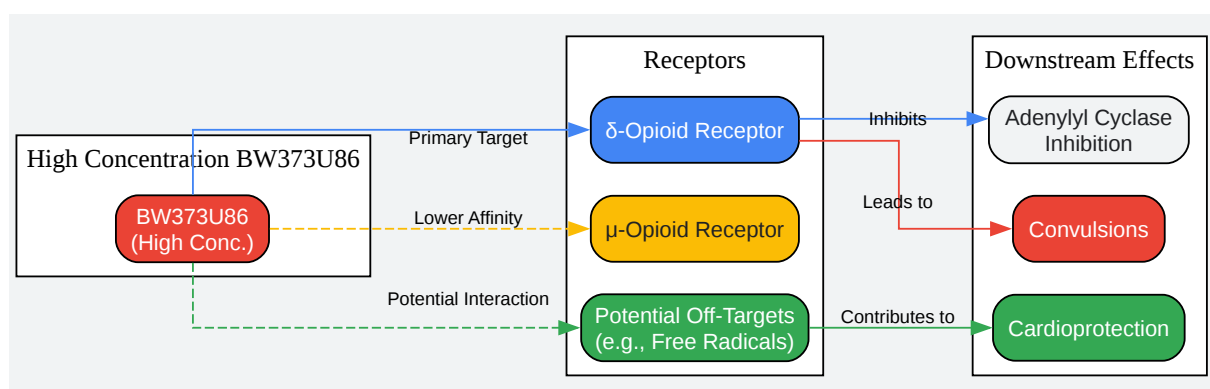 High Concentration BW373U86
BW373U86
(High Conc.)
Primary Target
Lower Affinity
Potential Interaction
Receptors
δ-Opioid Receptor
μ-Opioid Receptor
Potential Off-Targets
(e.g., Free Radicals)
Inhibits
Leads to
Contributes to
Downstream Effects
Adenylyl Cyclase
Inhibition
Convulsions
Cardioprotection